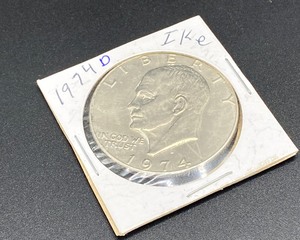 1974 D Ike
LIBERTY
IN GOD WE
TRUST
1974